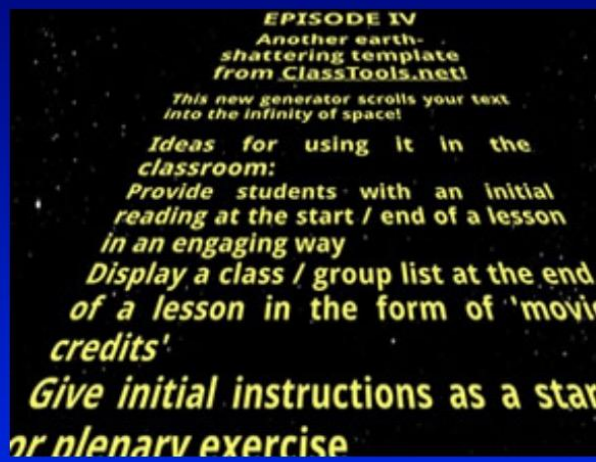 EPISODE IV
Another earth-
shattering template
from ClassTools.net!
This new generator scrolls your text
into the infinity of space!
Ideas for using it in the
classroom:
Provide students with an initial
reading at the start / end of a lesson
in an engaging way
Display a class / group list at the end
of a lesson in the form of 'movie
credits'
Give initial instructions as a star
or plenary exercise